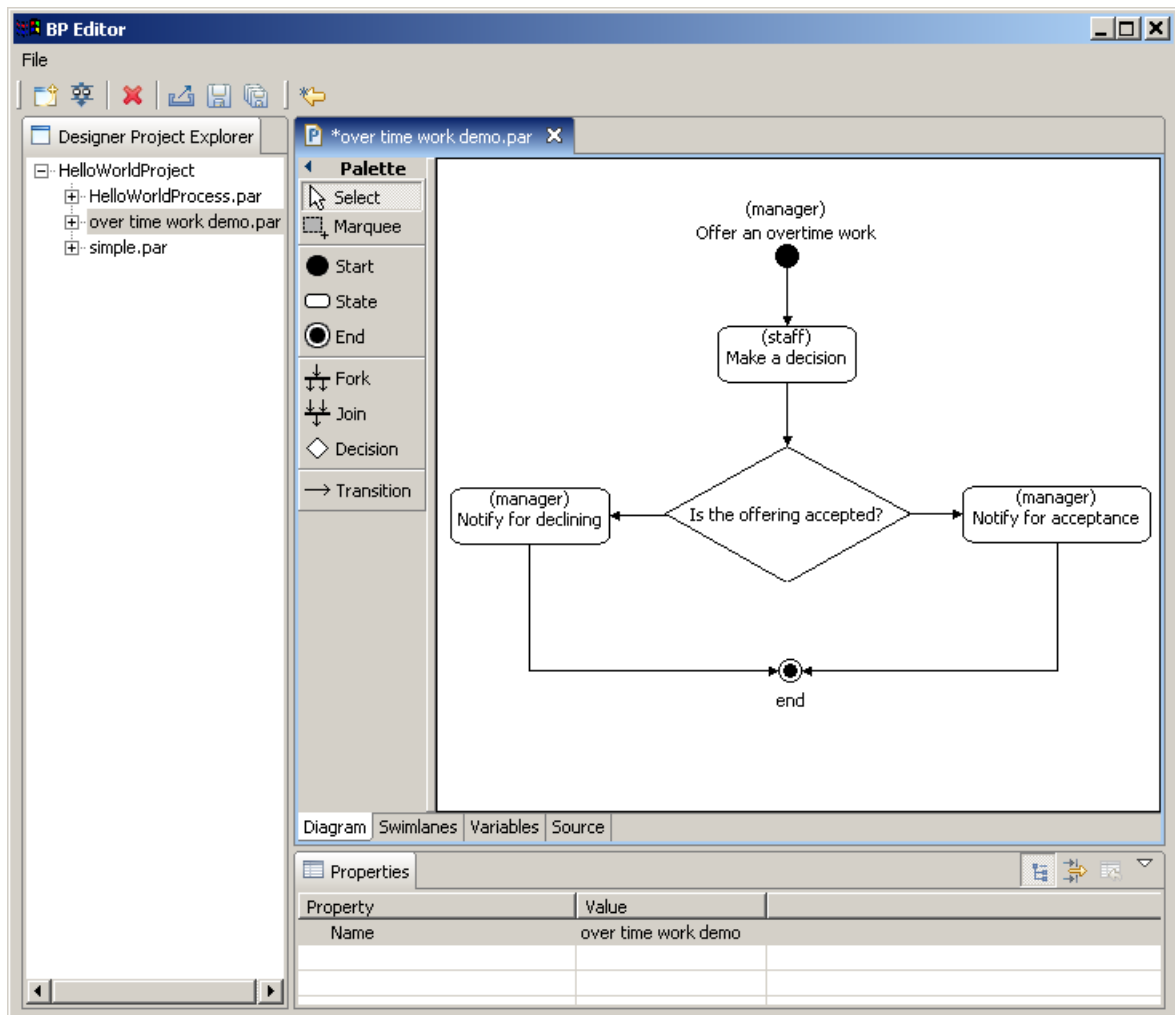 BP Editor
File
Designer Project Explorer
HelloWorldProject
HelloWorldProcess.par
over time work demo.par
simple.par
*over time work demo.par
Palette
Select
Marquee
Start
State
End
Fork
Join
Decision
Transition
(manager)
Offer an overtime work
(staff)
Make a decision
(manager)
Notify for declining
Is the offering accepted?
(manager)
Notify for acceptance
end
Diagram Swimlanes Variables Source
Properties
Property Value
Name over time work demo